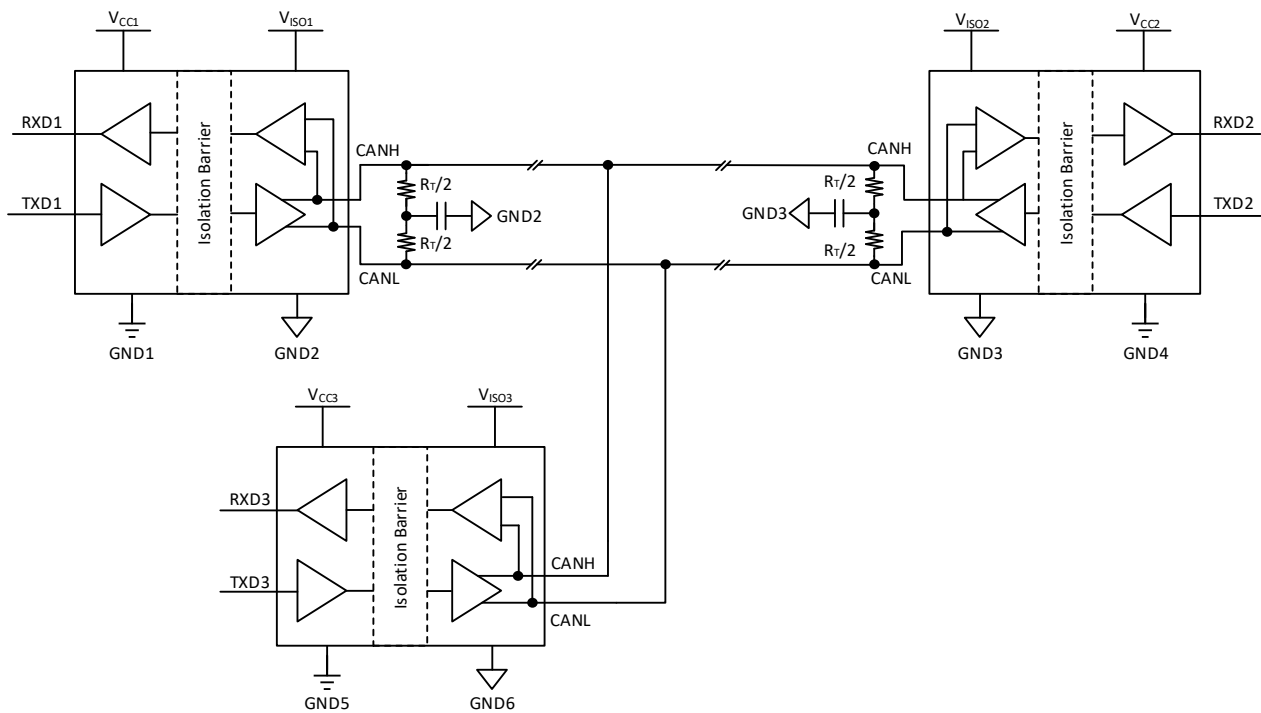 VCC1
VISO1
VISO2
VCC2
RXD1
Isolation Barrier
CANH
RT/2
RT/2
CANH
Isolation Barrier
RXD2
TXD1
GND2
GND3
TXD2
RT/2
RT/2
CANL
CANL
GND1
GND2
GND3
GND4
VCC3
VISO3
RXD3
Isolation Barrier
CANH
TXD3
CANL
GND5
GND6